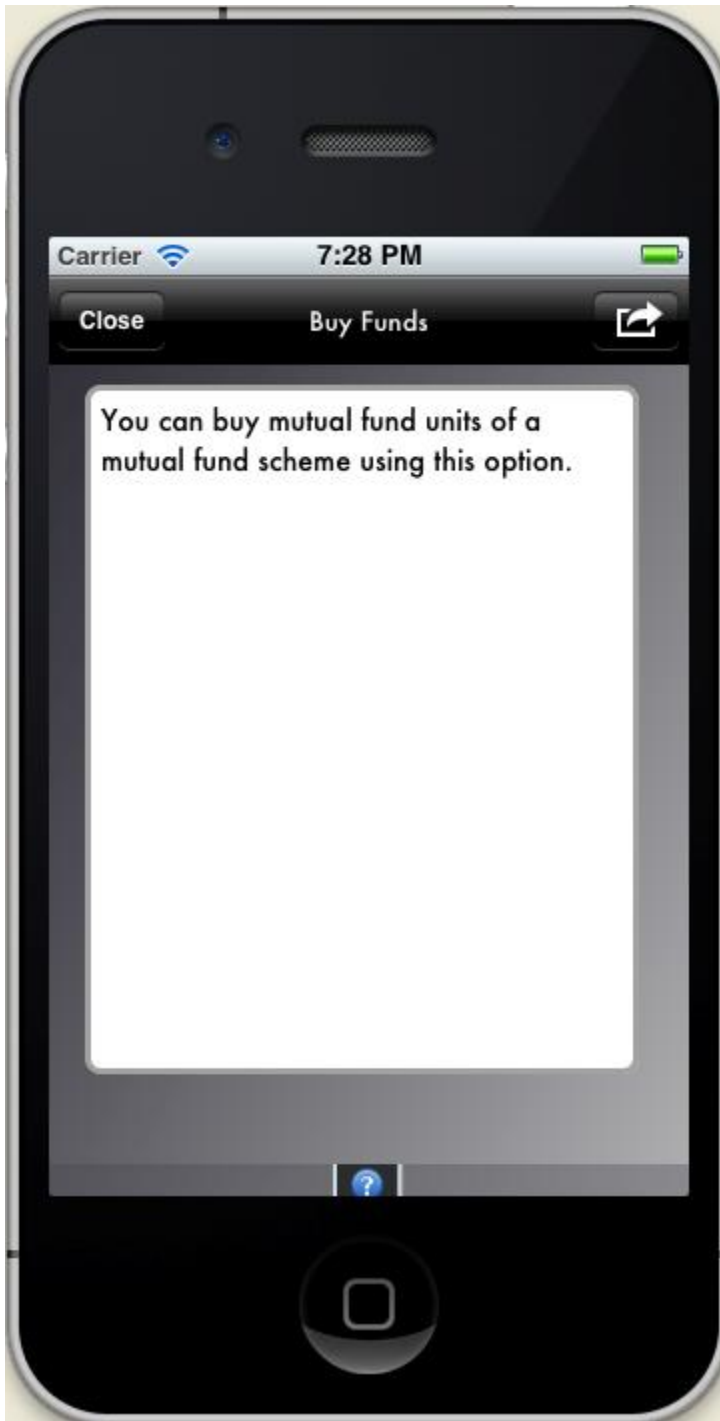 Carrier 7:28 PM
Close Buy Funds
You can buy mutual fund units of a
mutual fund scheme using this option.
?